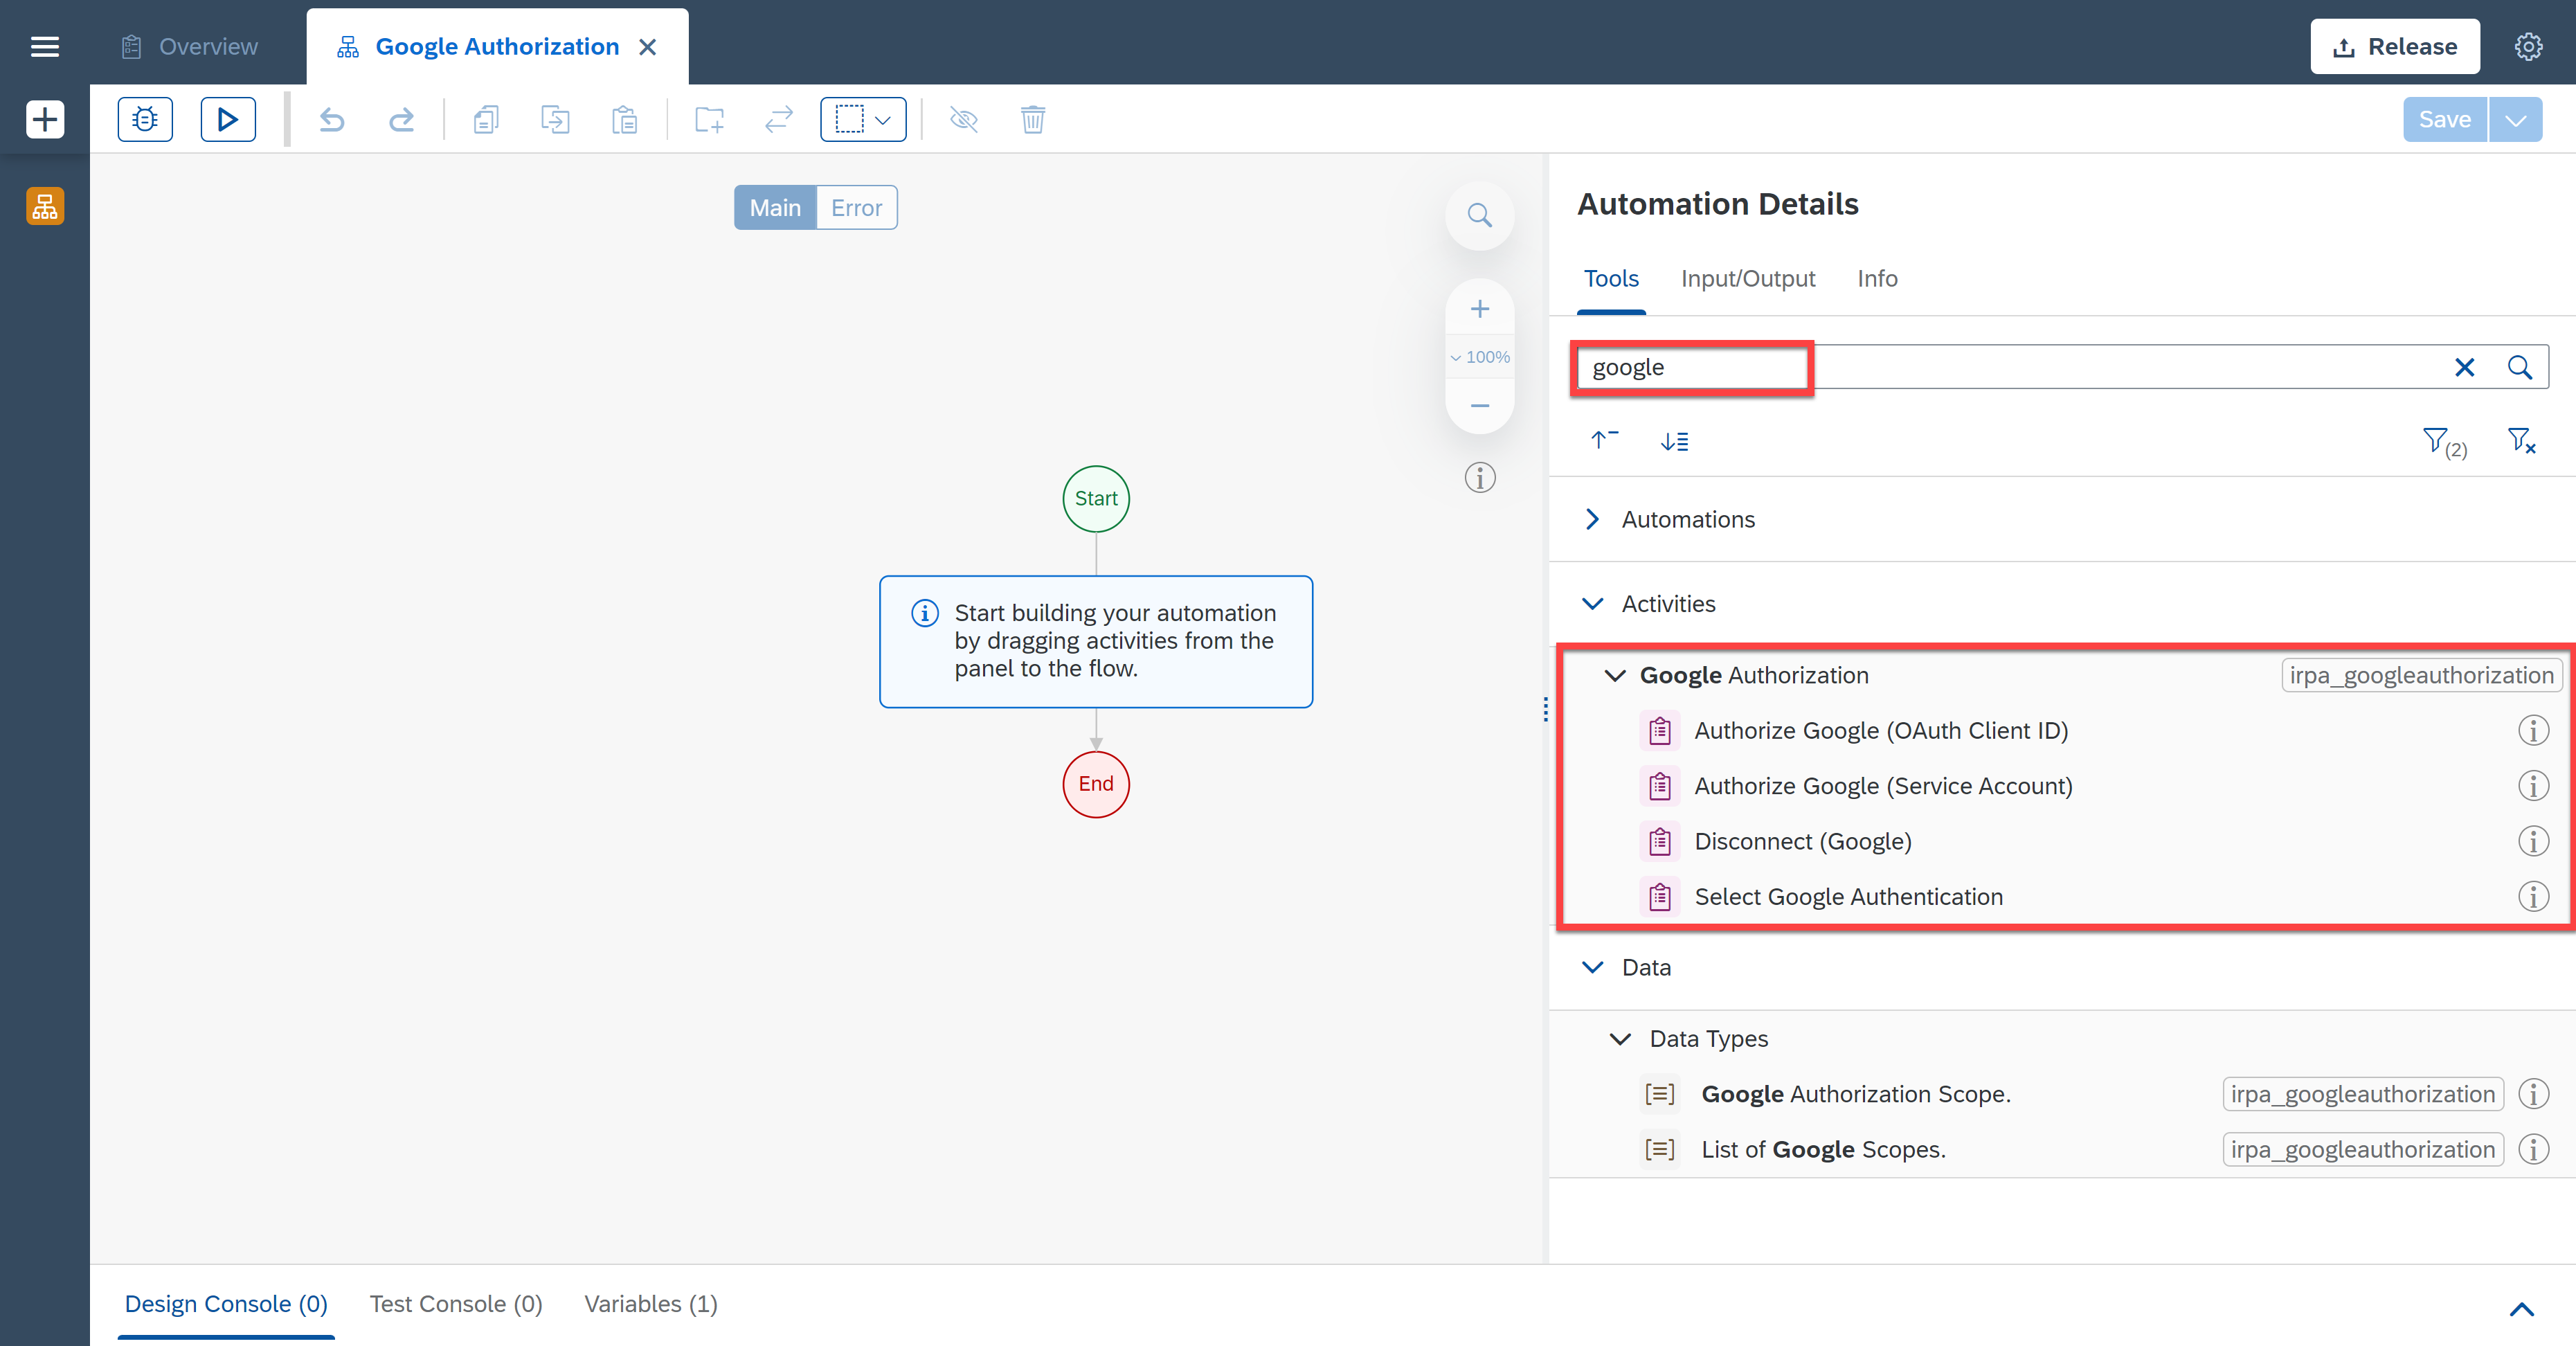 Overview
Google Authorization
Release
Save
Main
Error
100%
Start
Start building your automation
by dragging activities from the
panel to the flow.
End
Automation Details
Tools
Input/Output
Info
google
(2)
Automations
Activities
Google Authorization
irpa_googleauthorization
Authorize Google (OAuth Client ID)
Authorize Google (Service Account)
Disconnect (Google)
Select Google Authentication
Data
Data Types
Google Authorization Scope.
irpa_googleauthorization
List of Google Scopes.
irpa_googleauthorization
Design Console (0)
Test Console (0)
Variables (1)